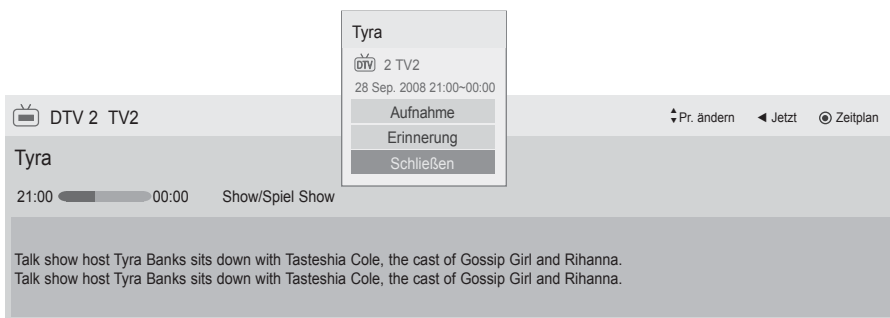 Tyra
DTV 2 TV2
28 Sep. 2008 21:00~00:00
Aufnahme
Erinnerung
Schließen
DTV 2 TV2
Pr. ändern ◄ Jetzt Zeitplan
Tyra
21:00 00:00 Show/Spiel Show
Talk show host Tyra Banks sits down with Tasteshia Cole, the cast of Gossip Girl and Rihanna.
Talk show host Tyra Banks sits down with Tasteshia Cole, the cast of Gossip Girl and Rihanna.